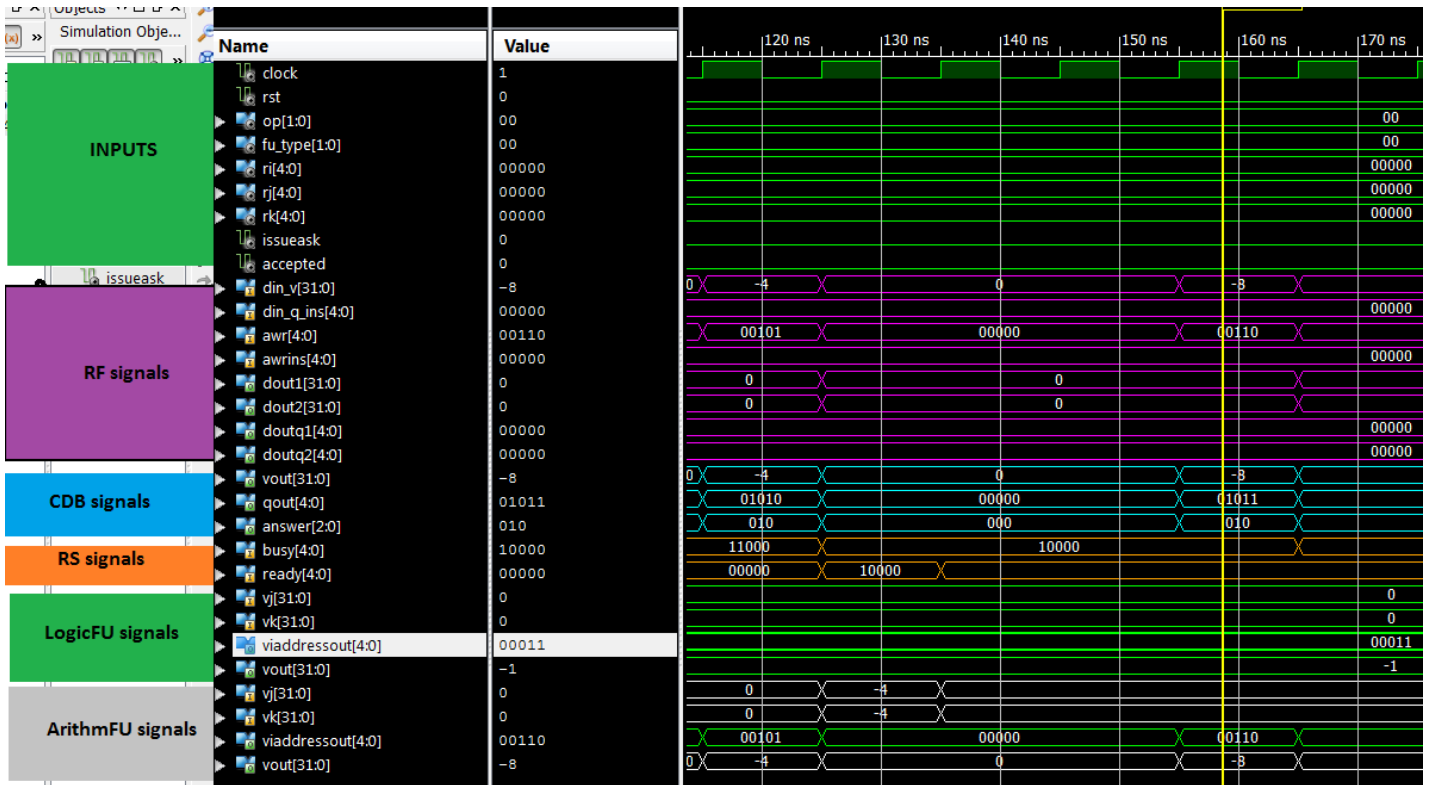 Objects
Simulation Obje...
Name Value
120 ns 130 ns 140 ns 150 ns 160 ns 170 ns
INPUTS
RF signals
CDB signals
RS signals
LogicFU signals
ArithmFU signals
issueask
clock 1
rst 0
op[1:0] 00 00
fu_type[1:0] 00 00
ri[4:0] 00000 00000
rj[4:0] 00000 00000
rk[4:0] 00000 00000
issueask 0
accepted 0
din_v[31:0] -8 0 -4 0 -8
din_q_ins[4:0] 00000 00000
awr[4:0] 00110 00101 00000 00110
awrins[4:0] 00000 00000
dout1[31:0] 0 0 0
dout2[31:0] 0 0 0
doutq1[4:0] 00000 00000
doutq2[4:0] 00000 00000
vout[31:0] -8 0 -4 0 -8
qout[4:0] 01011 01010 00000 01011
answer[2:0] 010 010 000 010
busy[4:0] 10000 11000 10000
ready[4:0] 00000 00000 10000
vj[31:0] 0 0
vk[31:0] 0 0
viaddressout[4:0] 00011 00011
vout[31:0] -1 -1
vj[31:0] 0 0 -4
vk[31:0] 0 0 -4
viaddressout[4:0] 00110 00101 00000 00110
vout[31:0] -8 0 -4 0 -8